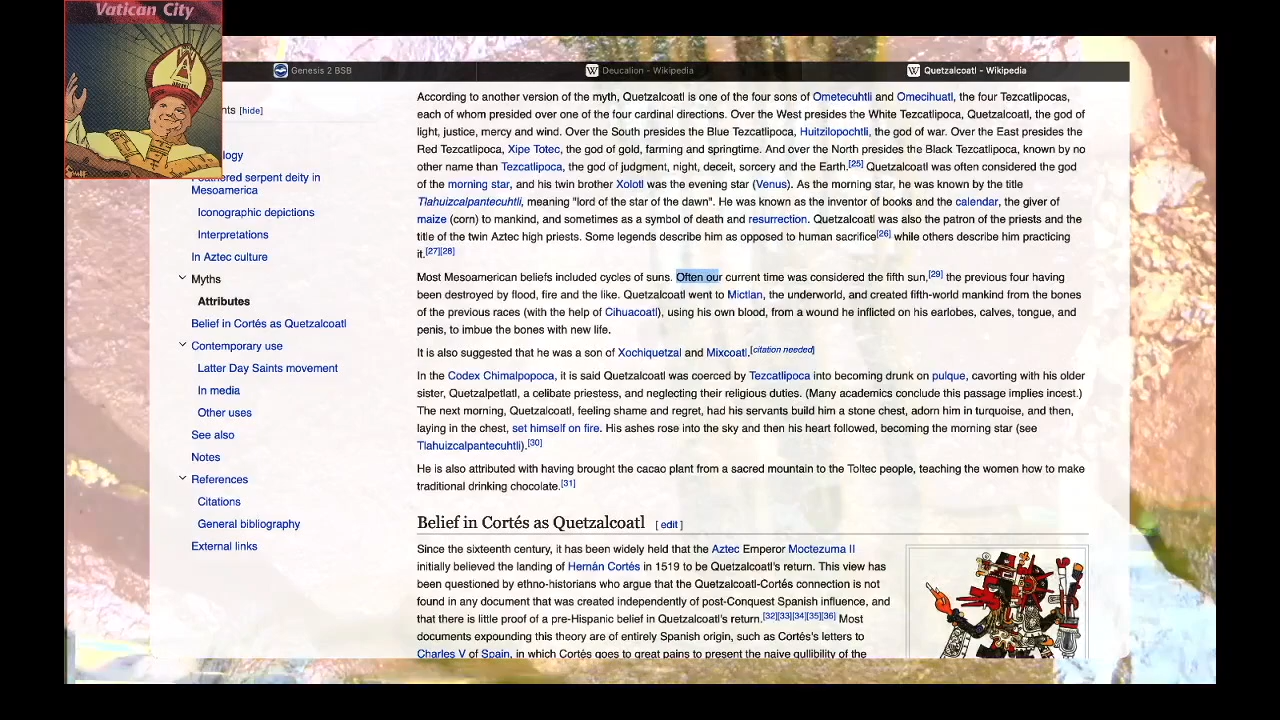 Vatican City
Genesis 2 BSB
Deucalion - Wikipedia
Quetzalcoatl - Wikipedia
nts [hide]
ology
Feathered serpent deity in
Mesoamerica
Iconographic depictions
Interpretations
In Aztec culture
Myths
Attributes
Belief in Cortés as Quetzalcoatl
Contemporary use
Latter Day Saints movement
In media
Other uses
See also
Notes
References
Citations
General bibliography
External links
According to another version of the myth, Quetzalcoatl is one of the four sons of Ometecuhtli and Omecihuatl, the four Tezcatlipocas,
each of whom presided over one of the four cardinal directions. Over the West presides the White Tezcatlipoca, Quetzalcoatl, the god of
light, justice, mercy and wind. Over the South presides the Blue Tezcatlipoca, Huitzilopochtli, the god of war. Over the East presides the
Red Tezcatlipoca, Xipe Totec, the god of gold, farming and springtime. And over the North presides the Black Tezcatlipoca, known by no
other name than Tezcatlipoca, the god of judgment, night, deceit, sorcery and the Earth.[25] Quetzalcoatl was often considered the god
of the morning star, and his twin brother Xolotl was the evening star (Venus). As the morning star, he was known by the title
Tlahuizcalpantecuhtli, meaning "lord of the star of the dawn". He was known as the inventor of books and the calendar, the giver of
maize (corn) to mankind, and sometimes as a symbol of death and resurrection. Quetzalcoatl was also the patron of the priests and the
title of the twin Aztec high priests. Some legends describe him as opposed to human sacrifice[26] while others describe him practicing
it.[27][28]
Most Mesoamerican beliefs included cycles of suns. Often our current time was considered the fifth sun,[29] the previous four having
been destroyed by flood, fire and the like. Quetzalcoatl went to Mictlan, the underworld, and created fifth-world mankind from the bones
of the previous races (with the help of Cihuacoatl), using his own blood, from a wound he inflicted on his earlobes, calves, tongue, and
penis, to imbue the bones with new life.
It is also suggested that he was a son of Xochiquetzal and Mixcoatl.[citation needed]
In the Codex Chimalpopoca, it is said Quetzalcoatl was coerced by Tezcatlipoca into becoming drunk on pulque, cavorting with his older
sister, Quetzalpetlatl, a celibate priestess, and neglecting their religious duties. (Many academics conclude this passage implies incest.)
The next morning, Quetzalcoatl, feeling shame and regret, had his servants build him a stone chest, adorn him in turquoise, and then,
laying in the chest, set himself on fire. His ashes rose into the sky and then his heart followed, becoming the morning star (see
Tlahuizcalpantecuhtli).[30]
He is also attributed with having brought the cacao plant from a sacred mountain to the Toltec people, teaching the women how to make
traditional drinking chocolate.[31]
Belief in Cortés as Quetzalcoatl [ edit ]
Since the sixteenth century, it has been widely held that the Aztec Emperor Moctezuma II
initially believed the landing of Hernán Cortés in 1519 to be Quetzalcoatl's return. This view has
been questioned by ethno-historians who argue that the Quetzalcoatl-Cortés connection is not
found in any document that was created independently of post-Conquest Spanish influence, and
that there is little proof of a pre-Hispanic belief in Quetzalcoatl's return.[32][33][34][35][36] Most
documents expounding this theory are of entirely Spanish origin, such as Cortés's letters to
Charles V of Spain, in which Cortés goes to great pains to present the naive gullibility of the